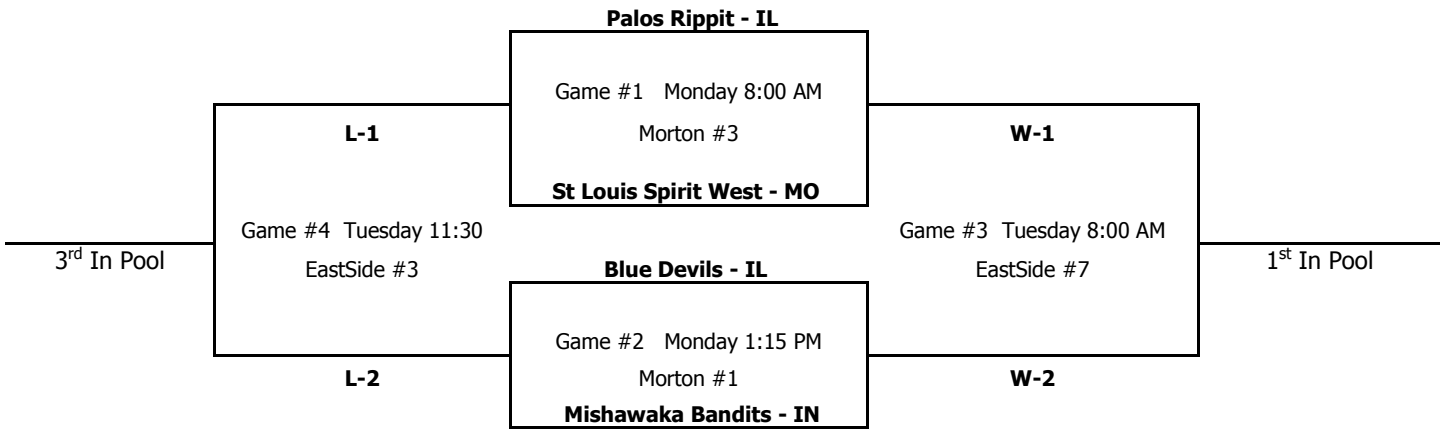 Palos Rippit - IL
Game #1 Monday 8:00 AM
L-1
Morton #3
W-1
St Louis Spirit West - MO
Game #4 Tuesday 11:30
Game #3 Tuesday 8:00 AM
3rd In Pool
EastSide #3
Blue Devils - IL
EastSide #7
1st In Pool
Game #2 Monday 1:15 PM
L-2
Morton #1
W-2
Mishawaka Bandits - IN